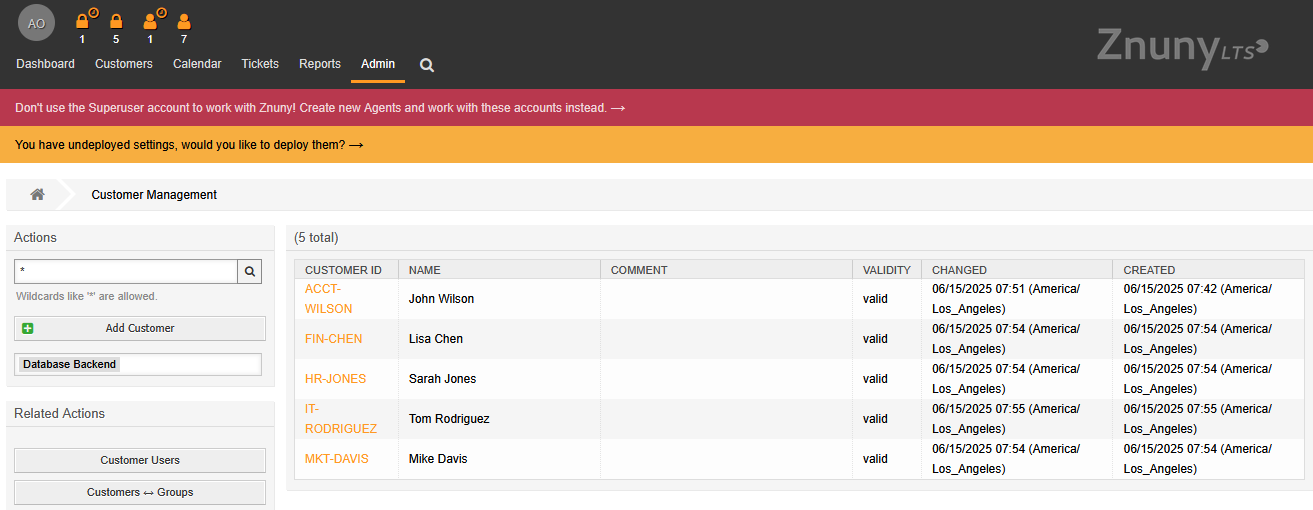 AO
1 5 1 7
Dashboard Customers Calendar Tickets Reports Admin
Znuny LTS
Don't use the Superuser account to work with Znuny! Create new Agents and work with these accounts instead. →
You have undeployed settings, would you like to deploy them? →
Customer Management
Actions
*
Wildcards like '*' are allowed.
Add Customer
Database Backend
Related Actions
Customer Users
Customers ↔ Groups
(5 total)
CUSTOMER ID NAME COMMENT VALIDITY CHANGED CREATED
ACCT-
WILSON John Wilson valid 06/15/2025 07:51 (America/
Los_Angeles) 06/15/2025 07:42 (America/
Los_Angeles)
FIN-CHEN Lisa Chen valid 06/15/2025 07:54 (America/
Los_Angeles) 06/15/2025 07:54 (America/
Los_Angeles)
HR-JONES Sarah Jones valid 06/15/2025 07:54 (America/
Los_Angeles) 06/15/2025 07:54 (America/
Los_Angeles)
IT-
RODRIGUEZ Tom Rodriguez valid 06/15/2025 07:55 (America/
Los_Angeles) 06/15/2025 07:55 (America/
Los_Angeles)
MKT-DAVIS Mike Davis valid 06/15/2025 07:54 (America/
Los_Angeles) 06/15/2025 07:54 (America/
Los_Angeles)